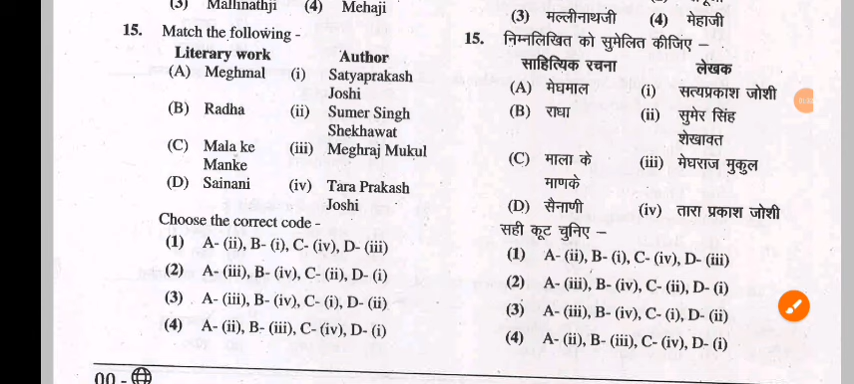 (3) Mallinathji (4) Mehaji
15. Match the following -
Literary work Author
(A) Meghmal (i) Satyaprakash
Joshi
(B) Radha (ii) Sumer Singh
Shekhawat
(C) Mala ke (iii) Meghraj Mukul
Manke
(D) Sainani (iv) Tara Prakash
Joshi
Choose the correct code -
(1) A- (ii), B- (i), C- (iv), D- (iii)
(2) A- (iii), B- (iv), C- (ii), D- (i)
(3) A- (iii), B- (iv), C- (i), D- (ii)
(4) A- (ii), B- (iii), C- (iv), D- (i)
00 -
(3) मल्लीनाथजी (4) मेहाजी
15. निम्नलिखित को सुमेलित कीजिए –
साहित्यिक रचना लेखक
(A) मेघमाल (i) सत्यप्रकाश जोशी
(B) राधा (ii) सुमेर सिंह
शेखावत
(C) माला के (iii) मेघराज मुकुल
माणके
(D) सैनाणी (iv) तारा प्रकाश जोशी
सही कूट चुनिए –
(1) A- (ii), B- (i), C- (iv), D- (iii)
(2) A- (iii), B- (iv), C- (ii), D- (i)
(3) A- (iii), B- (iv), C- (i), D- (ii)
(4) A- (ii), B- (iii), C- (iv), D- (i)